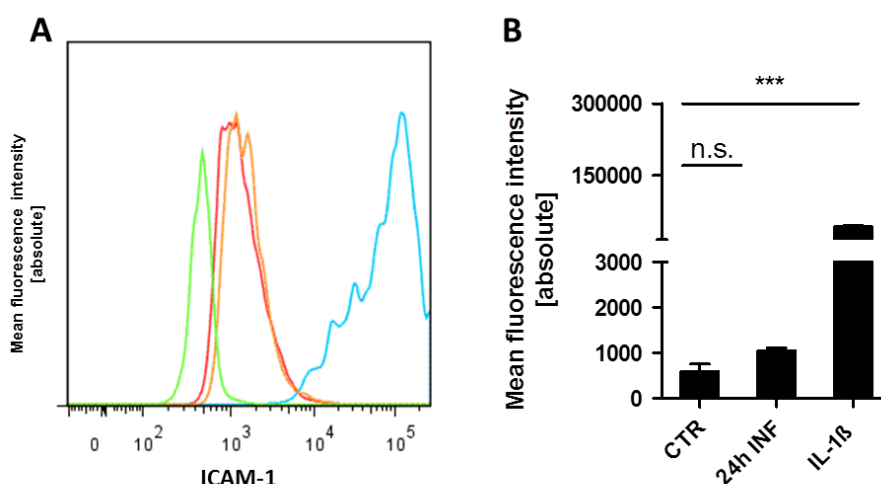 A
Mean fluorescence intensity
[absolute]
0 10² 10³ 10⁴ 10⁵
ICAM-1
B
Mean fluorescence intensity
[absolute]
***
n.s.
300000
150000
3000
2000
1000
0
CTR
24h INF
IL-1ß